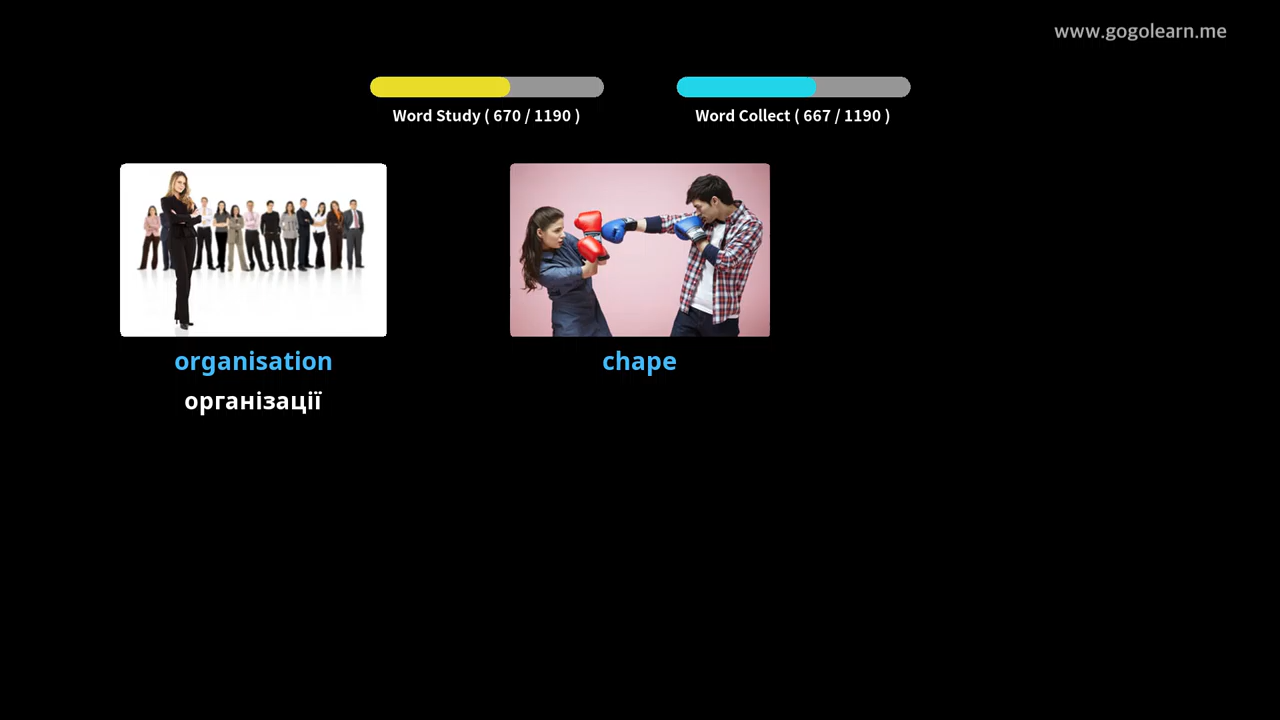 www.gogolearn.me
Word Study ( 670 / 1190 )
Word Collect ( 667 / 1190 )
organisation
chape
організації